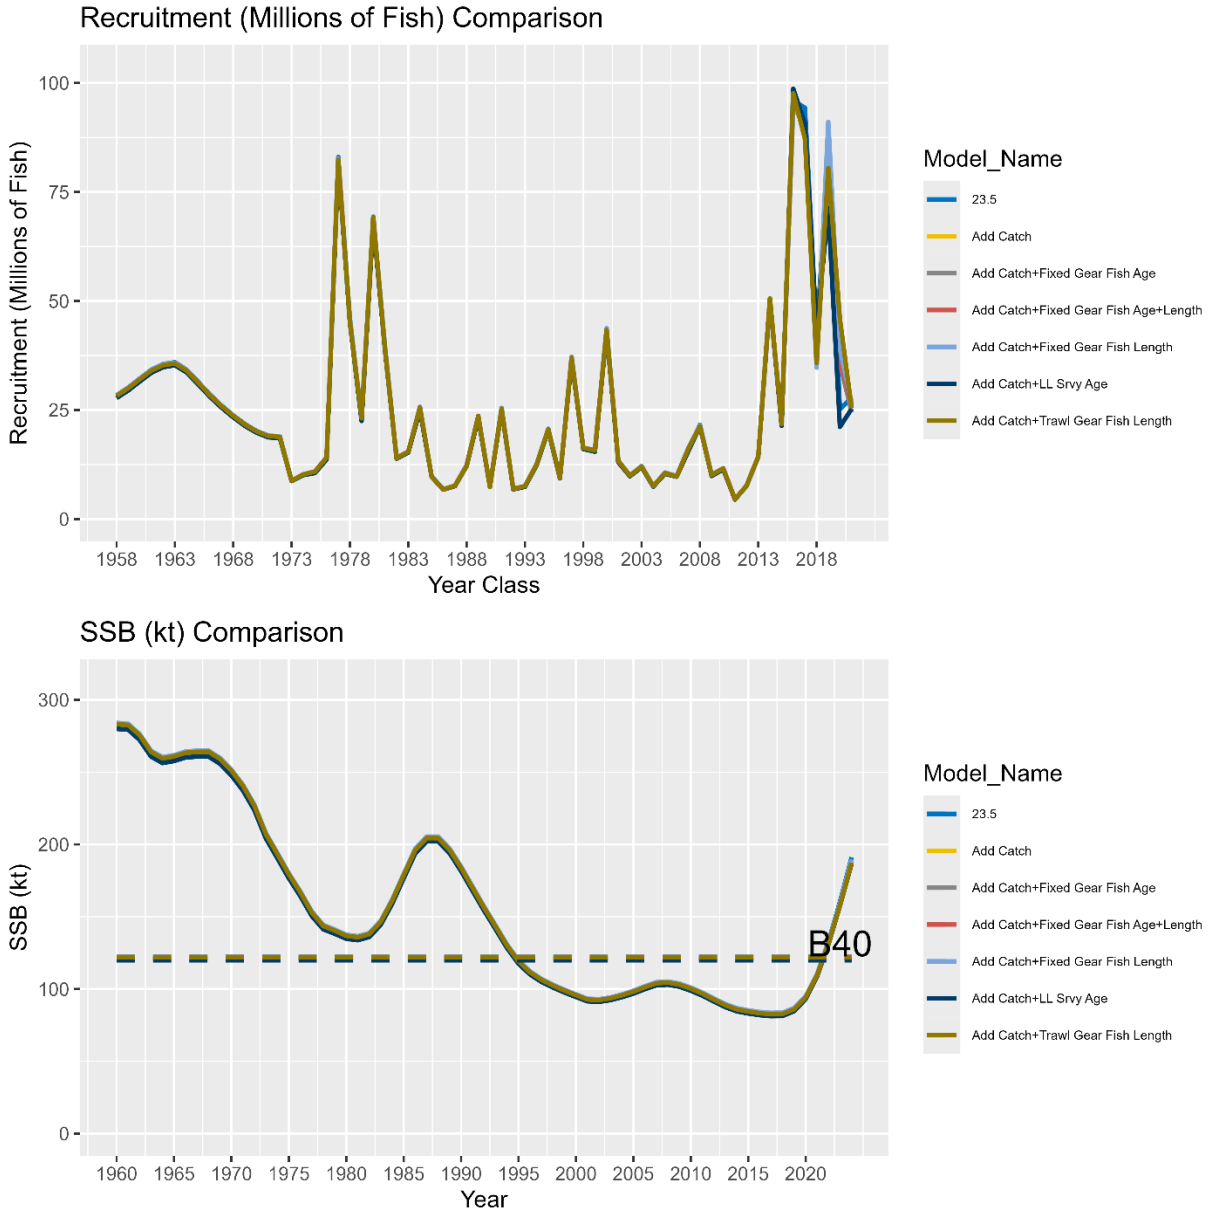 Recruitment (Millions of Fish) Comparison
Recruitment (Millions of Fish)
100
75
50
25
0
1958 1963 1968 1973 1978 1983 1988 1993 1998 2003 2008 2013 2018
Year Class
Model_Name
23.5
Add Catch
Add Catch+Fixed Gear Fish Age
Add Catch+Fixed Gear Fish Age+Length
Add Catch+Fixed Gear Fish Length
Add Catch+LL Srvy Age
Add Catch+Trawl Gear Fish Length
SSB (kt) Comparison
SSB (kt)
300
200
100
0
B40
1960 1965 1970 1975 1980 1985 1990 1995 2000 2005 2010 2015 2020
Year
Model_Name
23.5
Add Catch
Add Catch+Fixed Gear Fish Age
Add Catch+Fixed Gear Fish Age+Length
Add Catch+Fixed Gear Fish Length
Add Catch+LL Srvy Age
Add Catch+Trawl Gear Fish Length